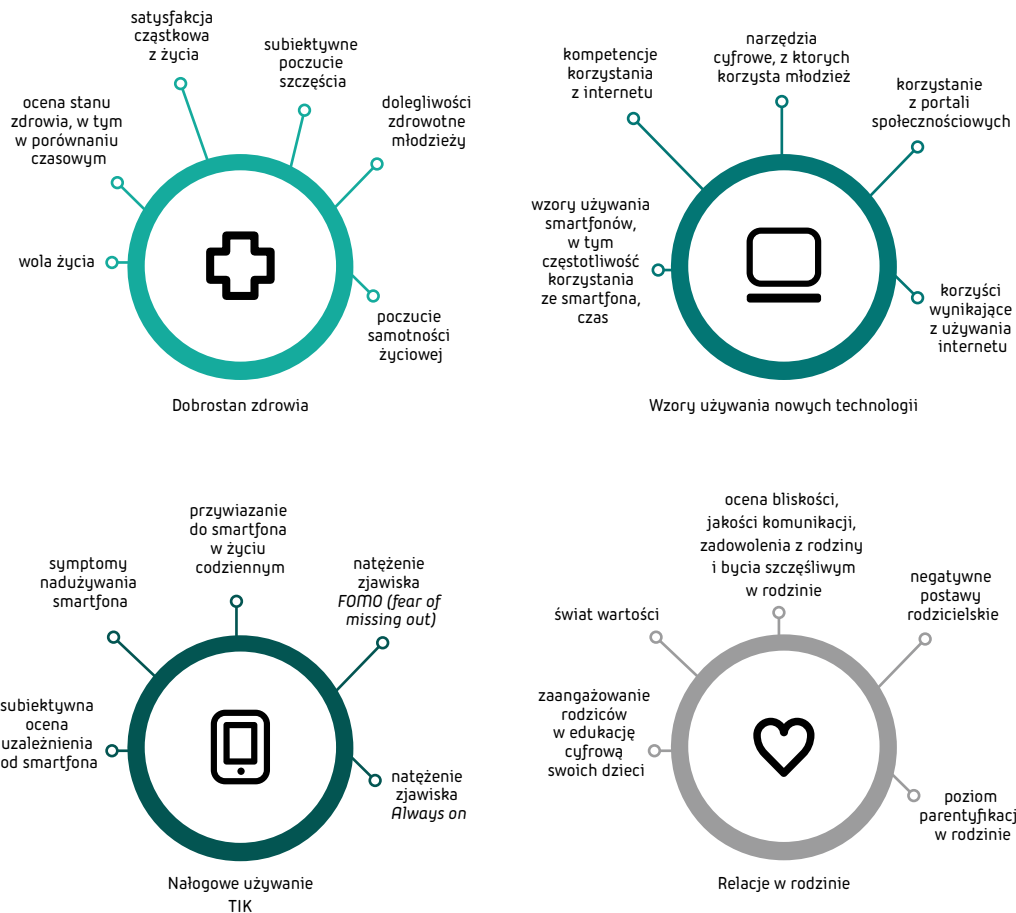 satysfakcja
cząstkowa
z życia
subiektywne
poczucie
szczęścia
ocena stanu
zdrowia, w tym
w porównaniu
czasowym
dolegliwości
zdrowotne
młodzieży
wola życia
poczucie
samotności
życiowej
Dobrostan zdrowia
kompetencje
korzystania
z internetu
narzędzia
cyfrowe, z ktorych
korzysta młodzież
korzystanie
z portali
społecznościowych
wzory używania
smartfonów,
w tym
częstotliwość
korzystania
ze smartfona,
czas
korzyści
wynikające
z używania
internetu
Wzory używania nowych technologii
symptomy
nadużywania
smartfona
przywiazanie
do smartfona
w życiu
codziennym
natężenie
zjawiska
FOMO (fear of
missing out)
subiektywna
ocena
uzależnienia
od smartfona
natężenie
zjawiska
Always on
Nałogowe używanie
TIK
świat wartości
ocena bliskości,
jakości komunikacji,
zadowolenia z rodziny
i bycia szczęśliwym
w rodzinie
negatywne
postawy
rodzicielskie
zaangażowanie
rodziców
w edukację
cyfrową
swoich dzieci
poziom
parentyfikacj
w rodzinie
Relacje w rodzinie